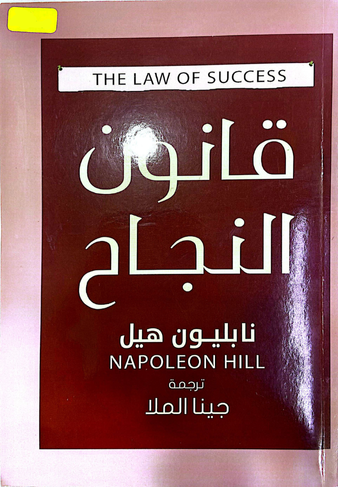 THE LAW OF SUCCESS
قانون
النجاح
نابليون هيل
NAPOLEON HILL
ترجمة
جينا الملا